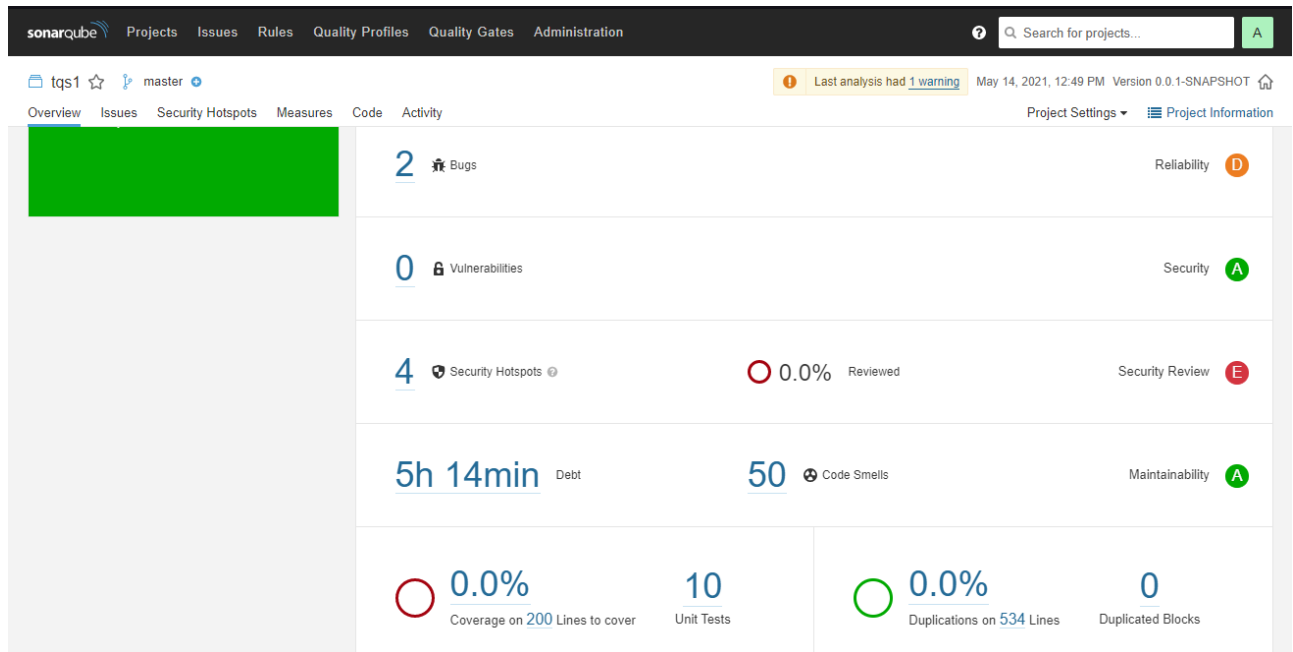 sonarqube Projects Issues Rules Quality Profiles Quality Gates Administration ? Search for projects... A
tqs1 master Last analysis had 1 warning May 14, 2021, 12:49 PM Version 0.0.1-SNAPSHOT
Overview Issues Security Hotspots Measures Code Activity Project Settings Project Information
2 Bugs Reliability D
0 Vulnerabilities Security A
4 Security Hotspots ? 0.0% Reviewed Security Review E
5h 14min Debt 50 Code Smells Maintainability A
0.0% 10 0.0% 0
Coverage on 200 Lines to cover Unit Tests Duplications on 534 Lines Duplicated Blocks